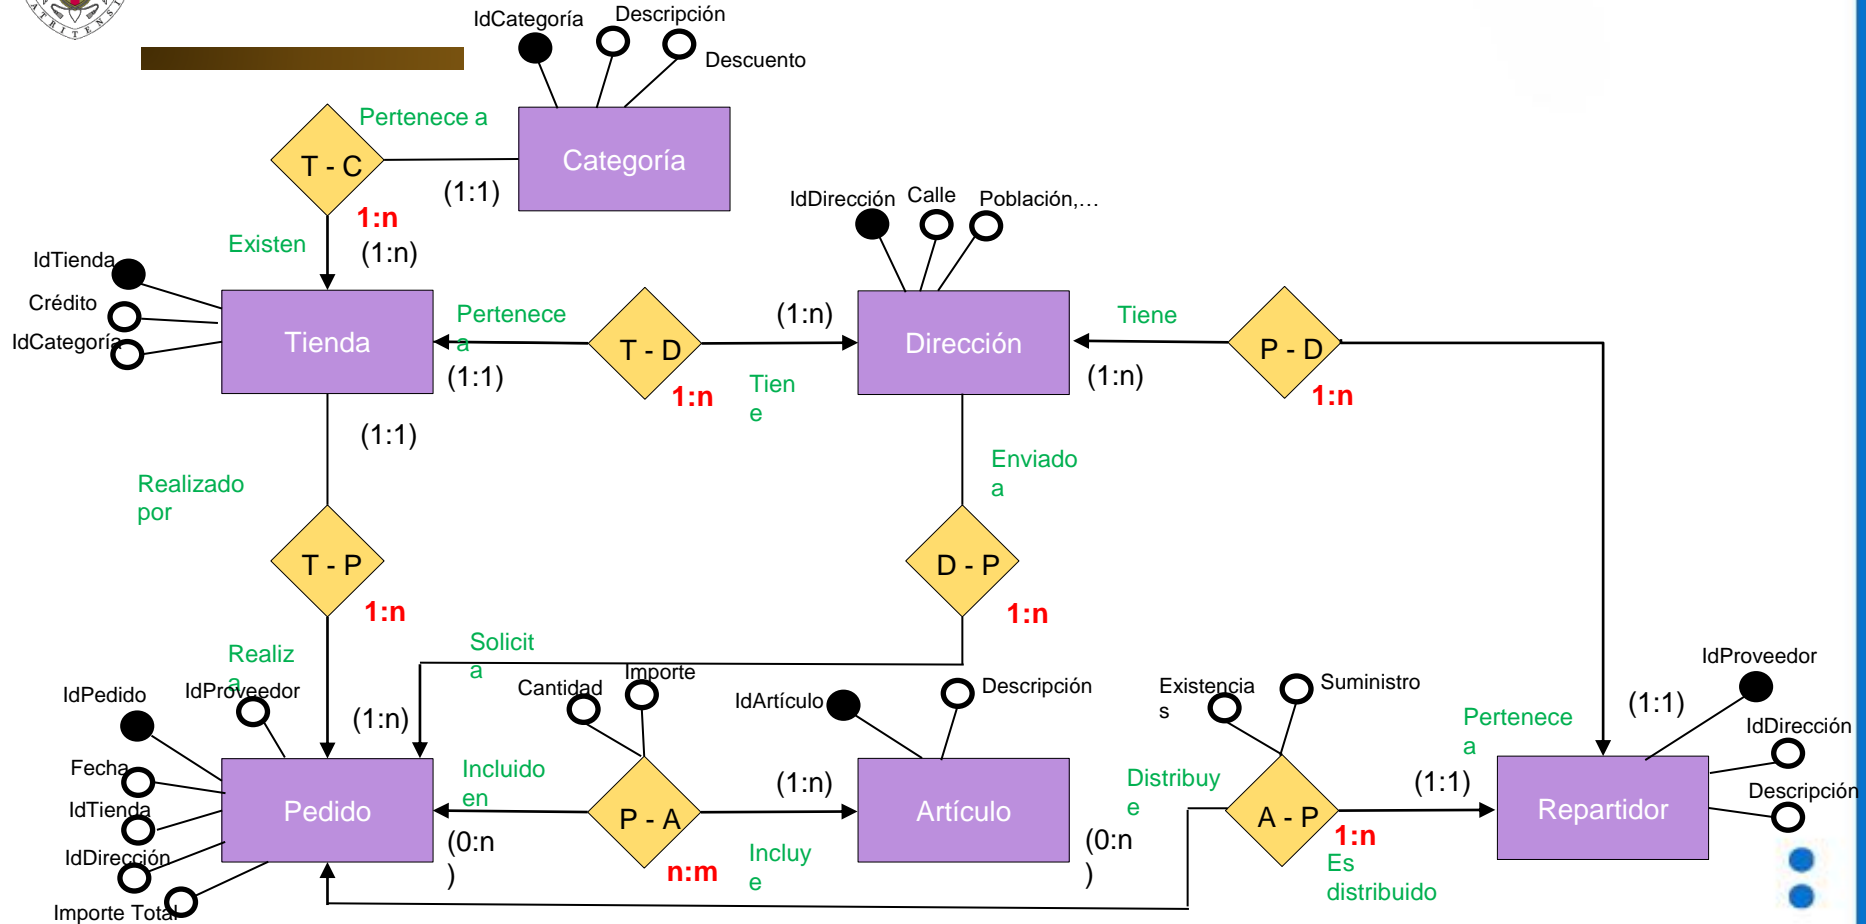 ATRITENSI
IdCategoría
Descripción
Descuento
Pertenece a
T - C
Categoría
(1:1)
1:n
Existen
(1:n)
IdDirección
Calle
Población,…
IdTienda
Crédito
IdCategoría
Tienda
Pertenece
a
(1:1)
T - D
1:n
(1:n)
Tien
e
Dirección
Tiene
(1:n)
P - D
1:n
(1:1)
Realizado
por
Enviado
a
T - P
1:n
D - P
1:n
Realiz
a
Solicit
a
IdPedido
IdProveedor
(1:n)
Cantidad
Importe
IdArtículo
Descripción
Existencia
s
Suministro
IdProveedor
(1:1)
Pertenece
a
IdDirección
Descripción
Fecha
IdTienda
IdDirección
Importe Total
Pedido
Incluido
en
(0:n
)
P - A
n:m
(1:n)
Incluy
e
Artículo
(0:n
)
Distribuy
e
A - P
1:n
Es
distribuido
(1:1)
Repartidor